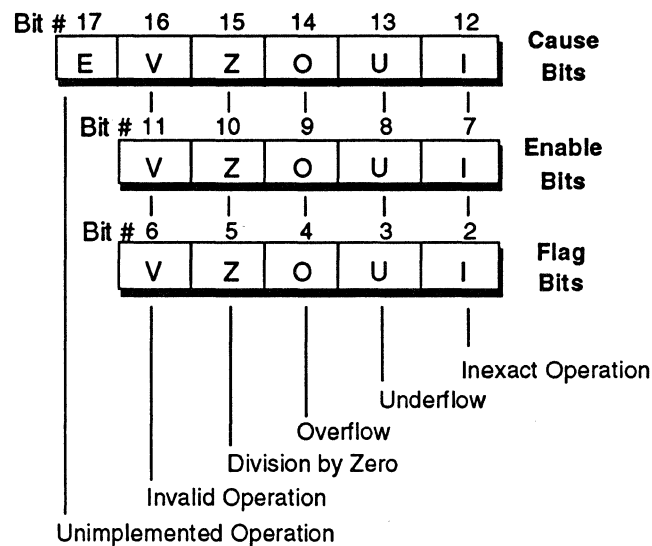 Bit # 17 16 15 14 13 12
E V Z O U I
Cause
Bits
Bit # 11 10 9 8 7
V Z O U I
Enable
Bits
Bit # 6 5 4 3 2
V Z O U I
Flag
Bits
Inexact Operation
Underflow
Overflow
Division by Zero
Invalid Operation
Unimplemented Operation